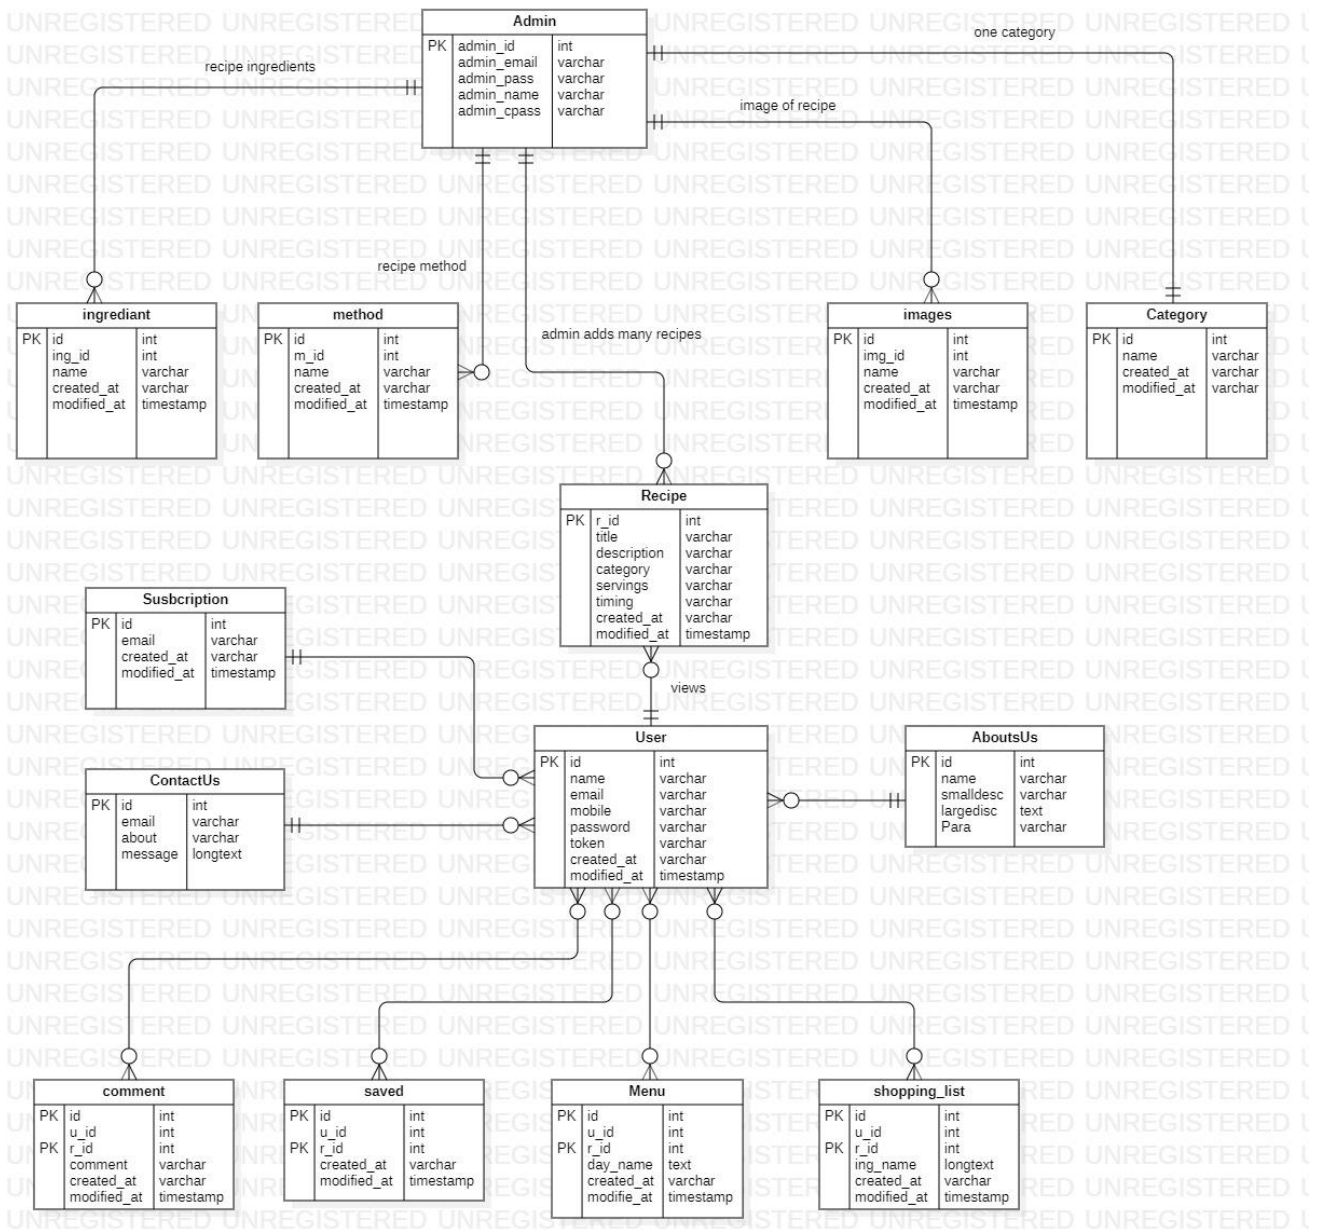 UNREGISTERED UNREGISTERED UNREGISTERED UNREGISTERED UNREGISTERED UNREGISTERED
Admin
PK admin_id int
admin_email varchar
admin_pass varchar
admin_name varchar
admin_cpass varchar
one category
recipe ingredients
image of recipe
recipe method
admin adds many recipes
ingrediant
PK id int
ing_id int
name varchar
created_at varchar
modified_at timestamp
method
PK id int
m_id int
name varchar
created_at varchar
modified_at timestamp
images
PK id int
img_id int
name varchar
created_at varchar
modified_at timestamp
Category
PK id int
name varchar
created_at varchar
modified_at varchar
Recipe
PK r_id int
title varchar
description varchar
category varchar
servings varchar
timing varchar
created_at varchar
modified_at timestamp
Susbcription
PK id int
email varchar
created_at varchar
modified_at timestamp
views
ContactUs
PK id int
email varchar
about varchar
message longtext
User
PK id int
name varchar
email varchar
mobile varchar
password varchar
token varchar
created_at varchar
modified_at timestamp
AboutsUs
PK id int
name varchar
smalldesc varchar
largedisc text
Para varchar
comment
PK id int
u_id int
PK r_id int
comment varchar
created_at varchar
modified_at timestamp
saved
PK id int
u_id int
PK r_id int
created_at varchar
modified_at timestamp
Menu
PK id int
u_id int
PK r_id int
day_name text
created_at varchar
modifie_at timestamp
shopping_list
PK id int
u_id int
PK r_id int
ing_name longtext
created_at varchar
modified_at timestamp